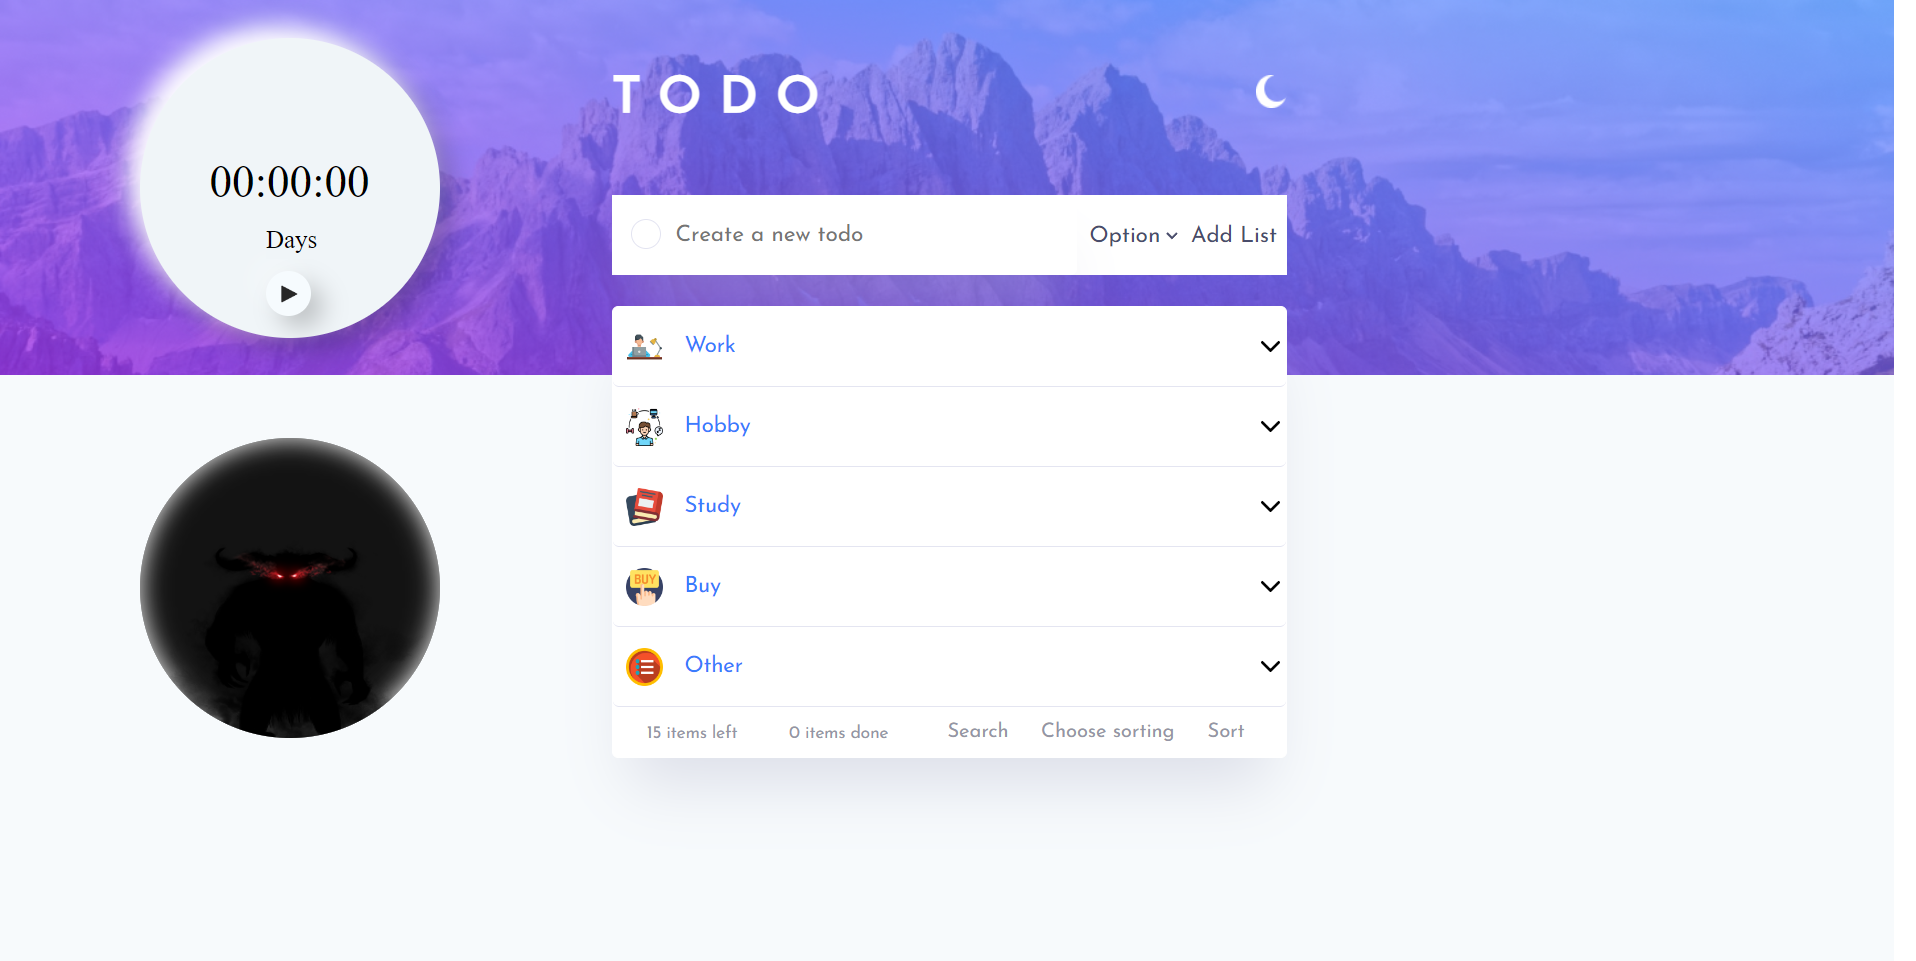 TODO
00:00:00
Days
Create a new todo
Option Add List
Work
Hobby
Study
BUY
Buy
Other
15 items left 0 items done Search Choose sorting Sort